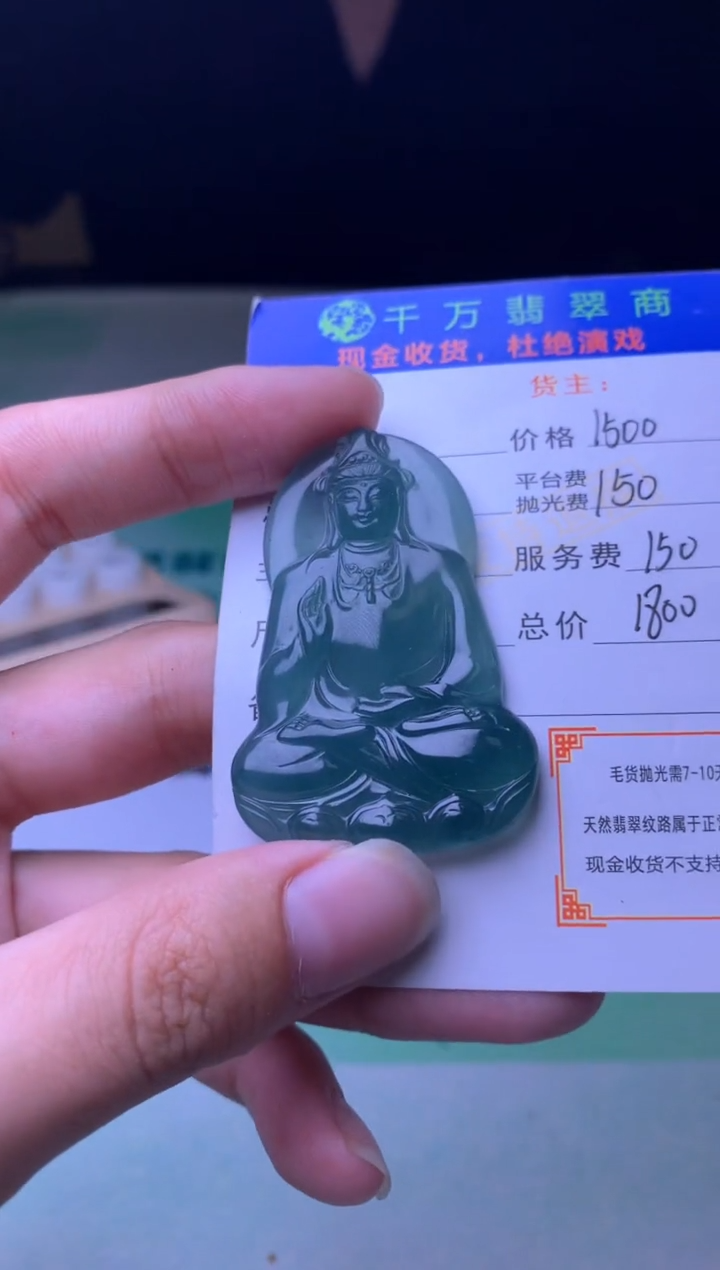 千万翡翠商
现金收货，杜绝演戏
货主：
价格 1500
平台费
抛光费 150
服务费 150
总价 1800
毛货抛光需7-10天
天然翡翠纹路属于正
现金收货不支持